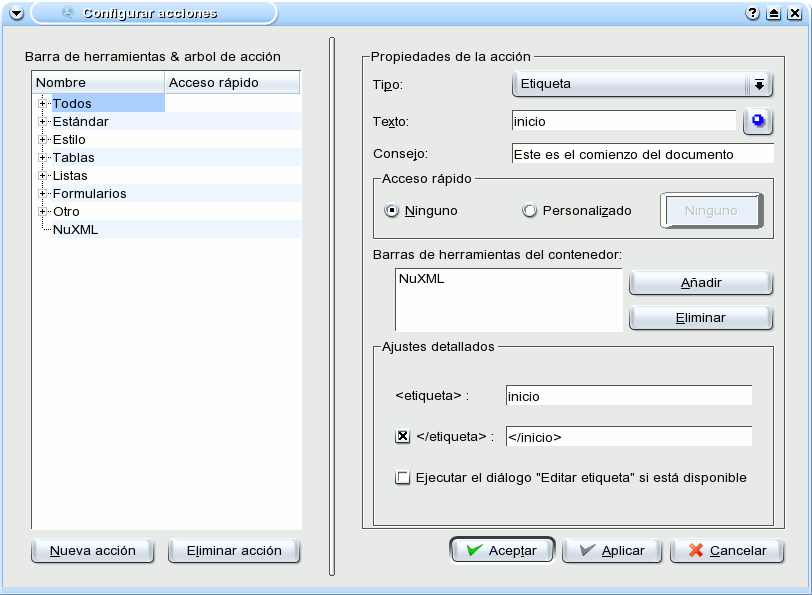 Configurar acciones
Barra de herramientas & arbol de acción
Nombre Acceso rápido
Todos
Estándar
Estilo
Tablas
Listas
Formularios
Otro
NuXML
Nueva acción Eliminar acción
Propiedades de la acción
Tipo: Etiqueta
Texto: inicio
Consejo: Este es el comienzo del documento
Acceso rápido
Ninguno Personalizado Ninguno
Barras de herramientas del contenedor:
NuXML
Añadir
Eliminar
Ajustes detallados
<etiqueta> : inicio
</etiqueta> : </inicio>
Ejecutar el diálogo "Editar etiqueta" si está disponible
Aceptar Aplicar Cancelar